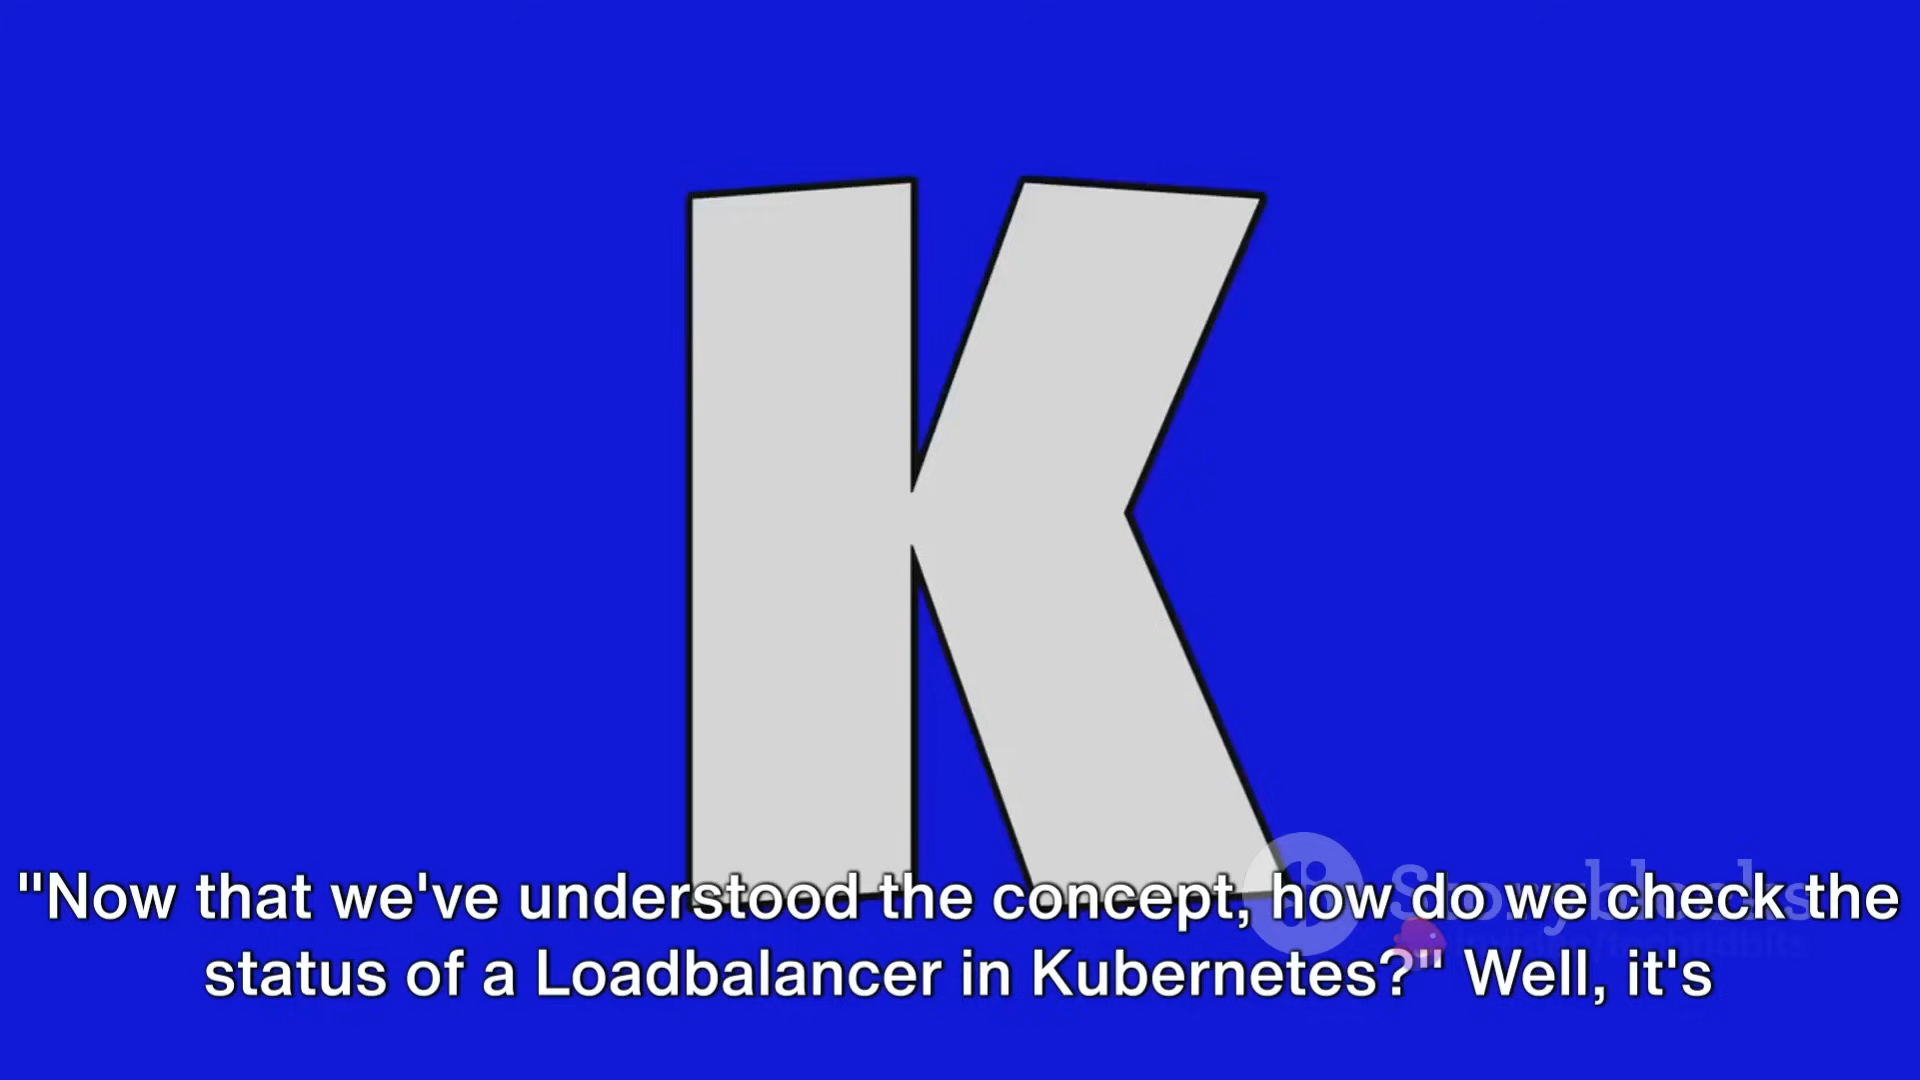 K
"Now that we've understood the concept, how do we check the
status of a Loadbalancer in Kubernetes?" Well, it's
Storyblocks